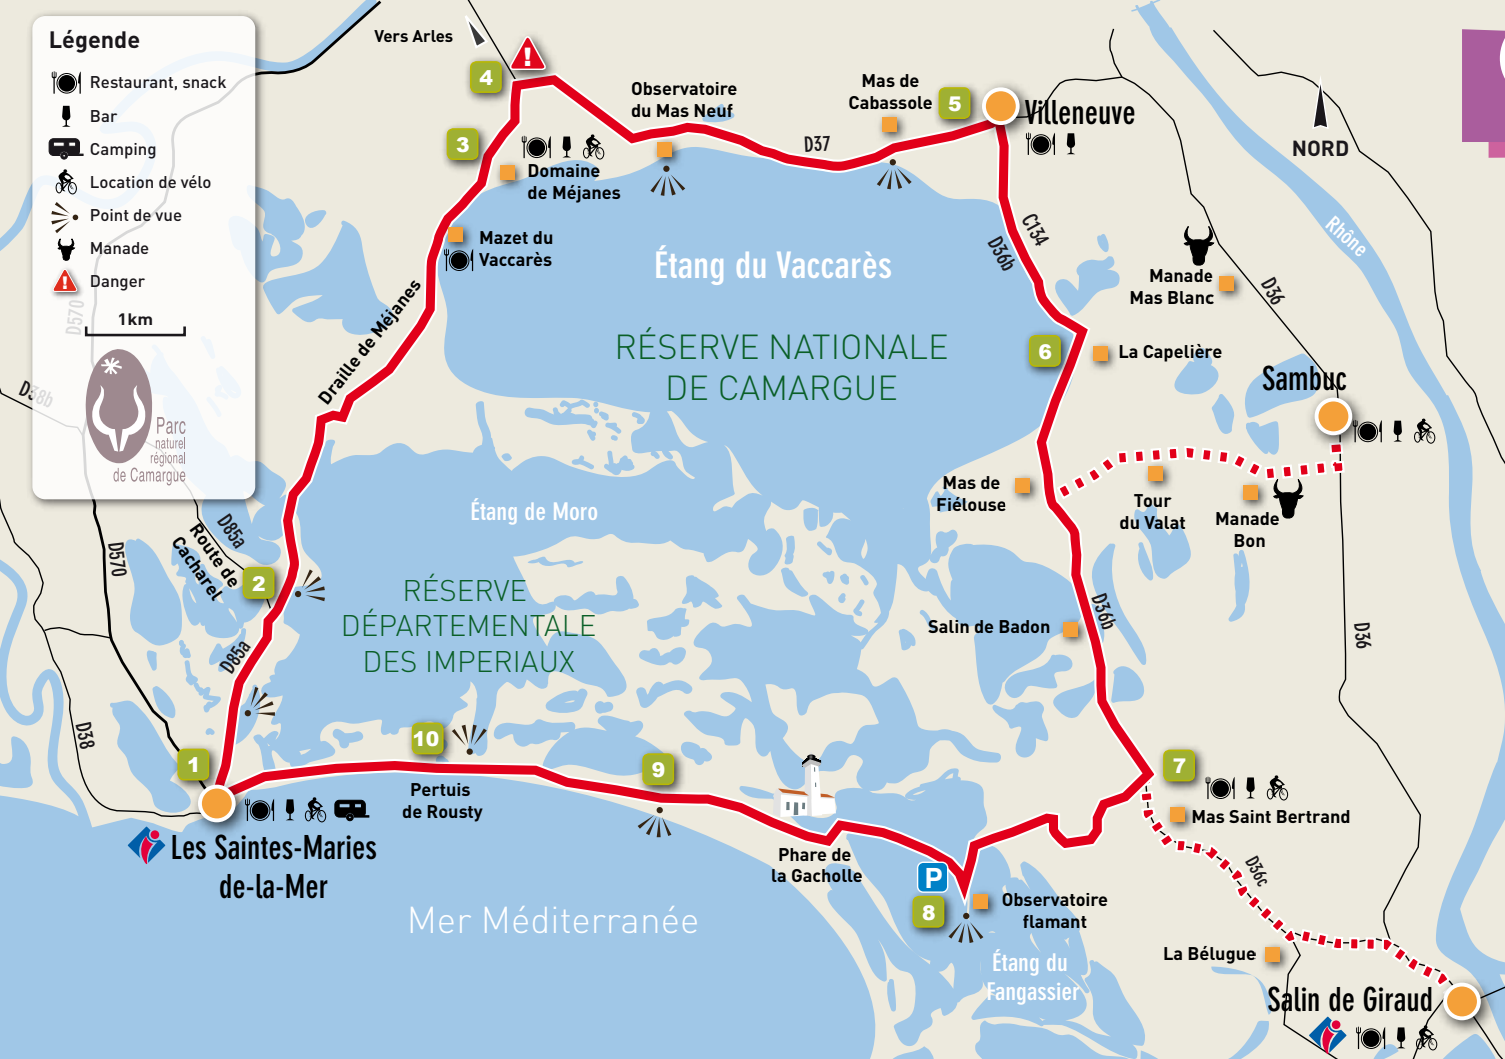 Légende
Restaurant, snack
Bar
Camping
Location de vélo
Point de vue
Manade
Danger
D570
1km
D38b
Parc
naturel
régional
de Camargue
Vers Arles
4
!
3
Observatoire
du Mas Neuf
D37
Mas de
Cabassole
5
Villeneuve
NORD
Rhône
Domaine
de Méjanes
Mazet du
Vaccarès
Draille de Méjanes
Étang du Vaccarès
RÉSERVE NATIONALE
DE CAMARGUE
C134
D36b
Manade
Mas Blanc
D36
6
La Capelière
Sambuc
Étang de Moro
Mas de
Fiélouse
Tour
du Valat
Manade
Bon
D85a
Route de
Cacharel
D570
2
RÉSERVE
DÉPARTEMENTALE
DES IMPERIAUX
Salin de Badon
D36b
D36
D85a
D38
1
10
Pertuis
de Rousty
9
7
Mas Saint Bertrand
Les Saintes-Maries
de-la-Mer
Phare de
la Gacholle
P
8
Observatoire
flamant
D36c
Mer Méditerranée
Étang du
Fangassier
La Bélugue
Salin de Giraud